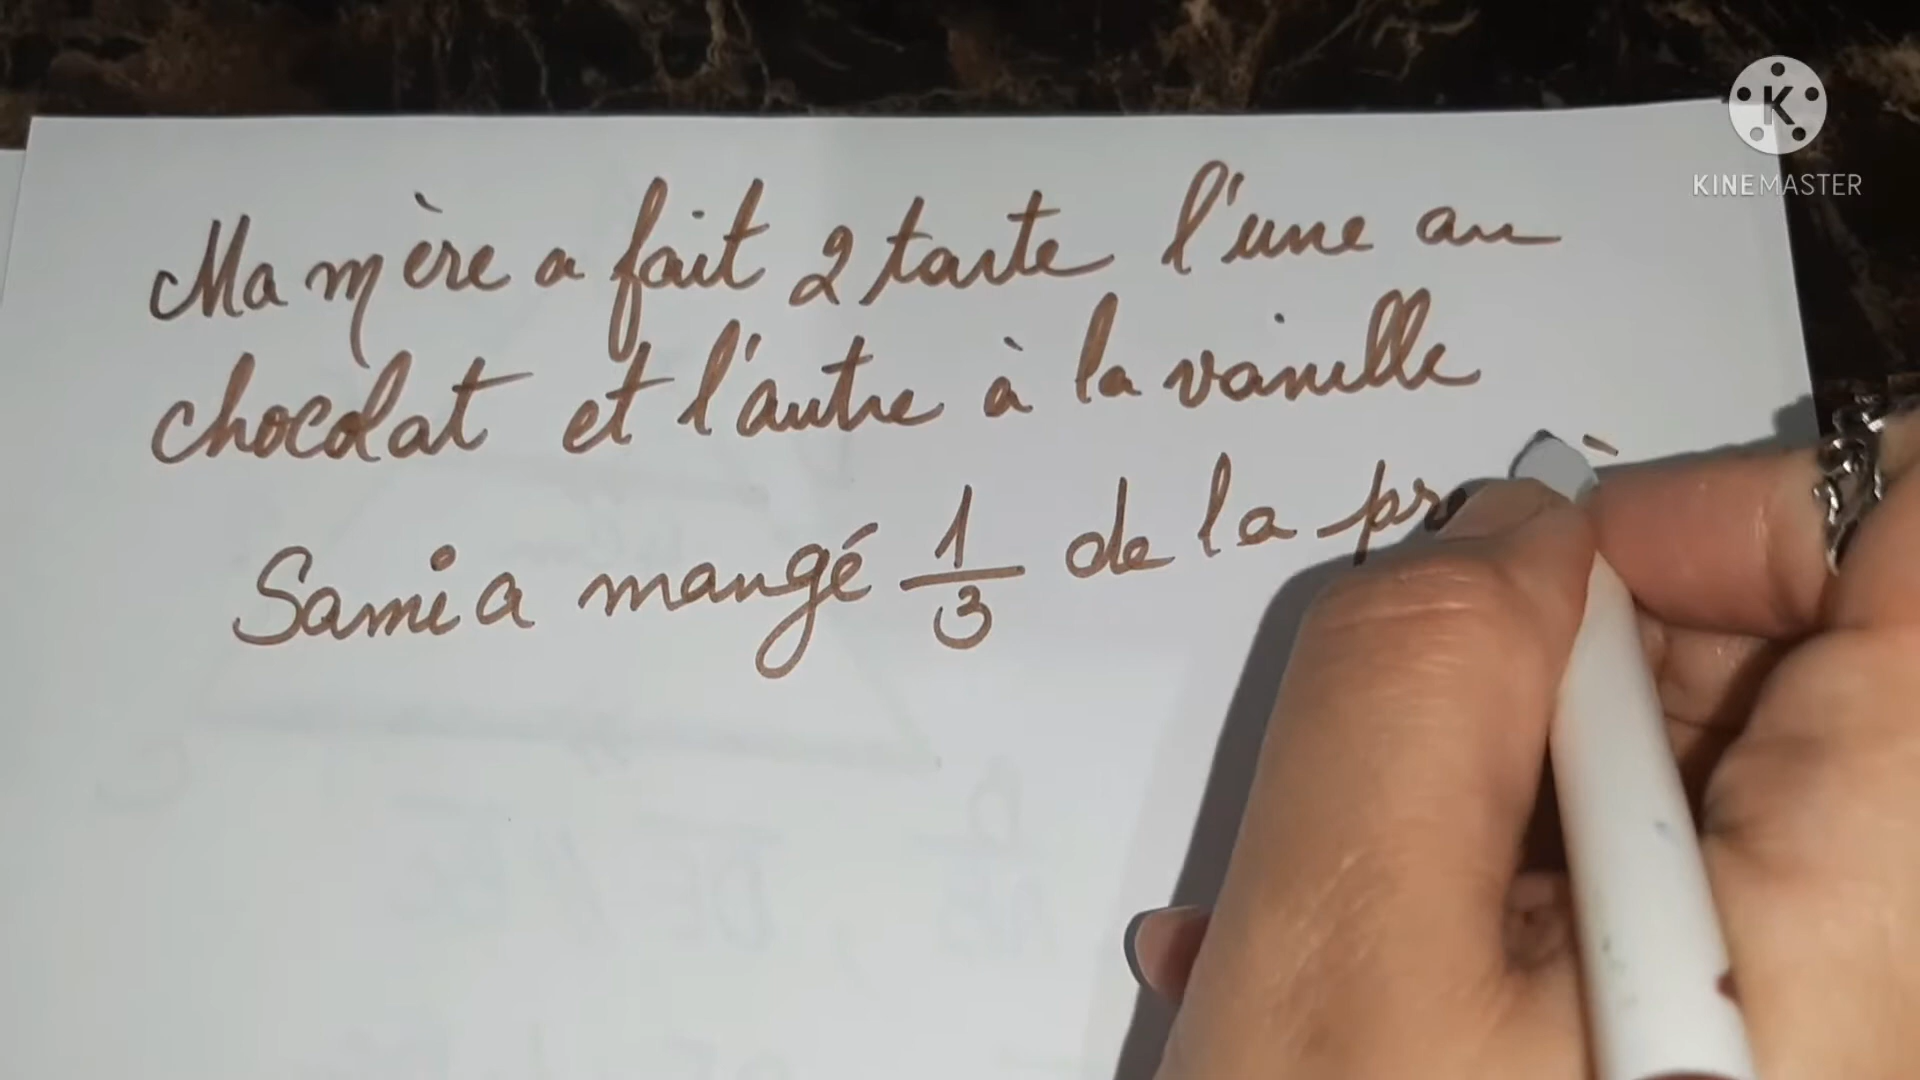 Ma mère a fait 2 tarte l'une au
chocolat et l'autre à la vanille
Sami a mangé 1/3 de la
KINEMASTER